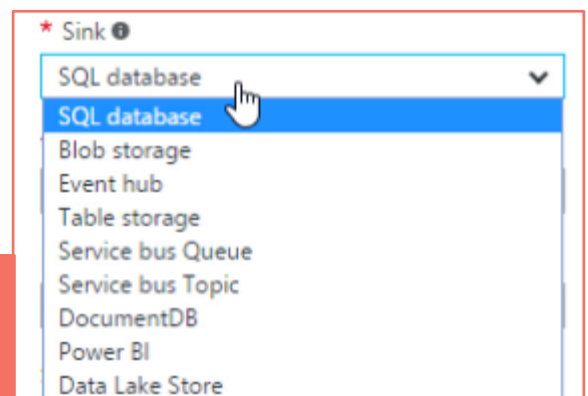 * Sink
SQL database
SQL database
Blob storage
Event hub
Table storage
Service bus Queue
Service bus Topic
DocumentDB
Power BI
Data Lake Store